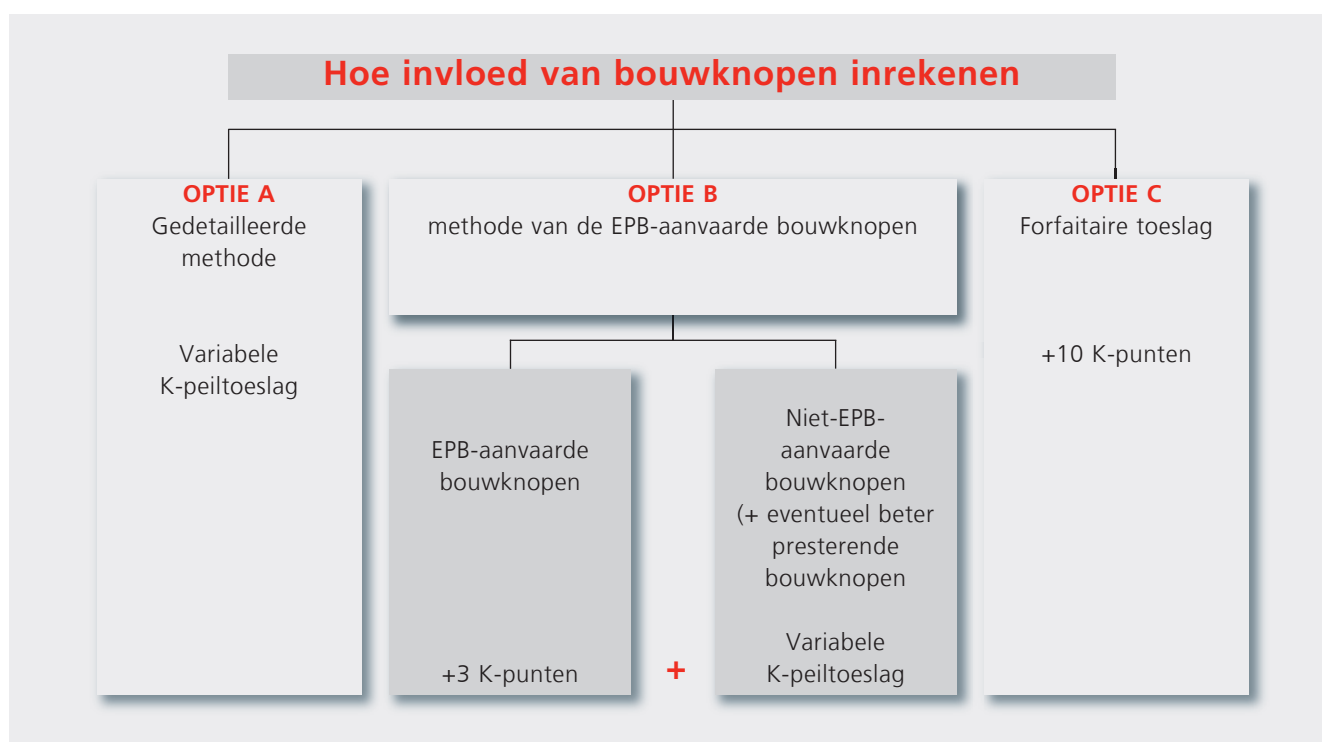 Hoe invloed van bouwknopen inrekenen
OPTIE A
Gedetailleerde
methode
Variabele
K-peiltoeslag
OPTIE B
methode van de EPB-aanvaarde bouwknopen
EPB-aanvaarde
bouwknopen
+3 K-punten
+
Niet-EPB-
aanvaarde
bouwknopen
(+ eventueel beter
presterende
bouwknopen
Variabele
K-peiltoeslag
OPTIE C
Forfaitaire toeslag
+10 K-punten